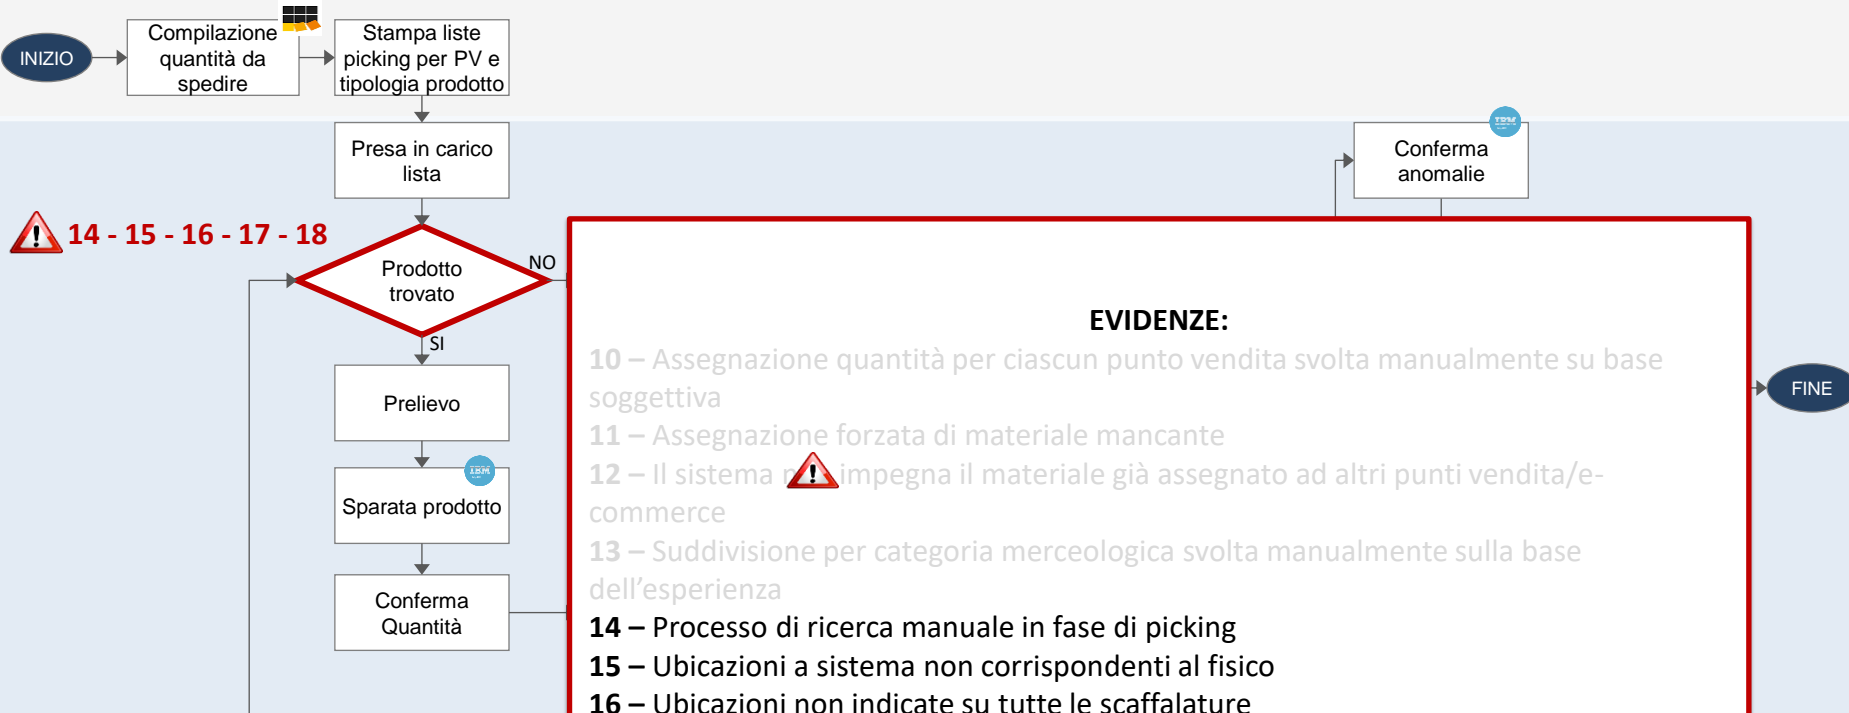 INIZIO
Compilazione
quantità da
spedire
Stampa liste
picking per PV e
tipologia prodotto
Presa in carico
lista
IBM
Conferma
anomalie
14 - 15 - 16 - 17 - 18
Prodotto
trovato
NO
SI
Prelievo
IBM
Sparata prodotto
Conferma
Quantità
EVIDENZE:
10 – Assegnazione quantità per ciascun punto vendita svolta manualmente su base
soggettiva
11 – Assegnazione forzata di materiale mancante
12 – Il sistema impegna il materiale già assegnato ad altri punti vendita/e-
commerce
13 – Suddivisione per categoria merceologica svolta manualmente sulla base
dell'esperienza
14 – Processo di ricerca manuale in fase di picking
15 – Ubicazioni a sistema non corrispondenti al fisico
16 – Ubicazioni non indicate su tutte le scaffalature
FINE